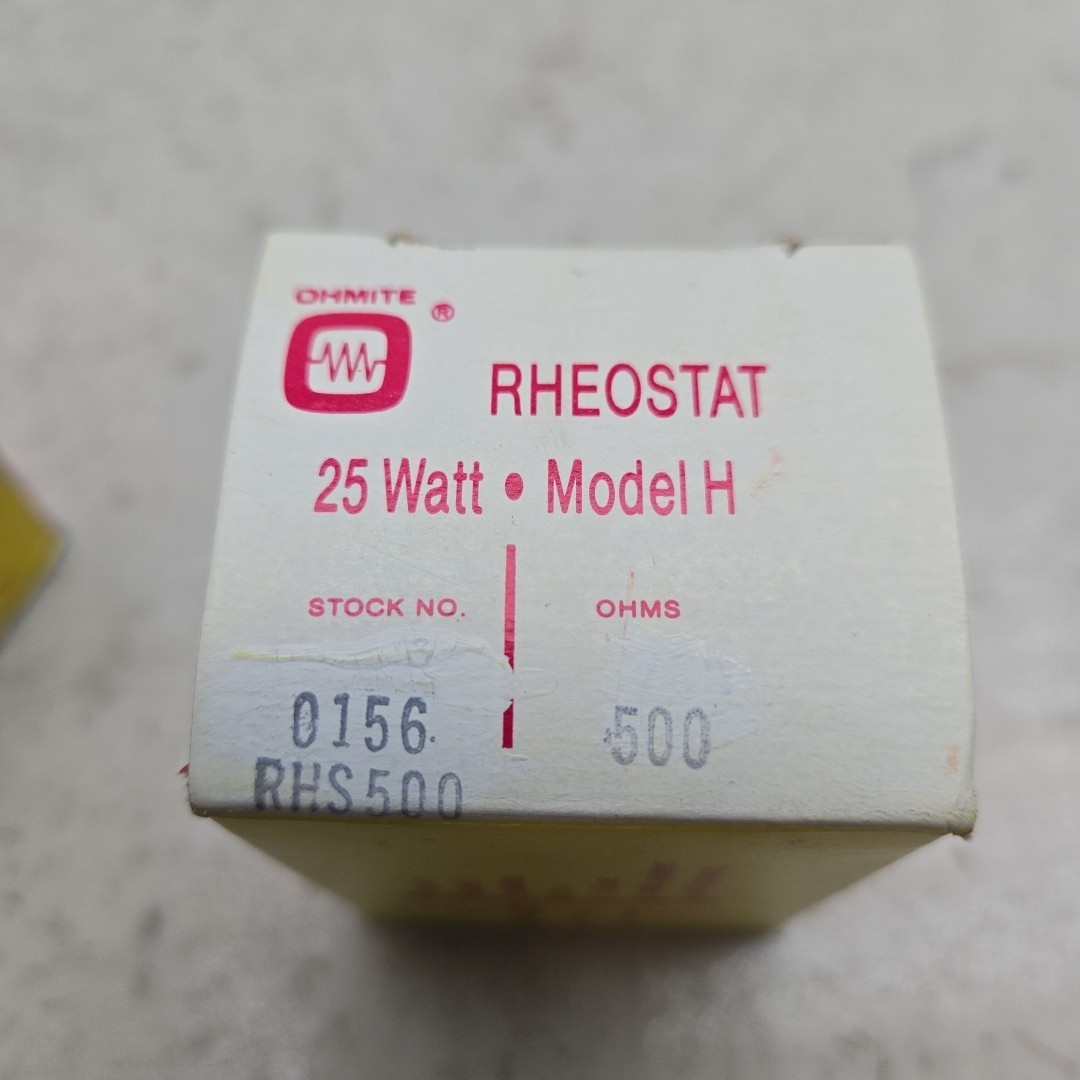 OHMITE ®
RHEOSTAT
25 Watt • Model H
STOCK NO. OHMS
0156 500
RHS500